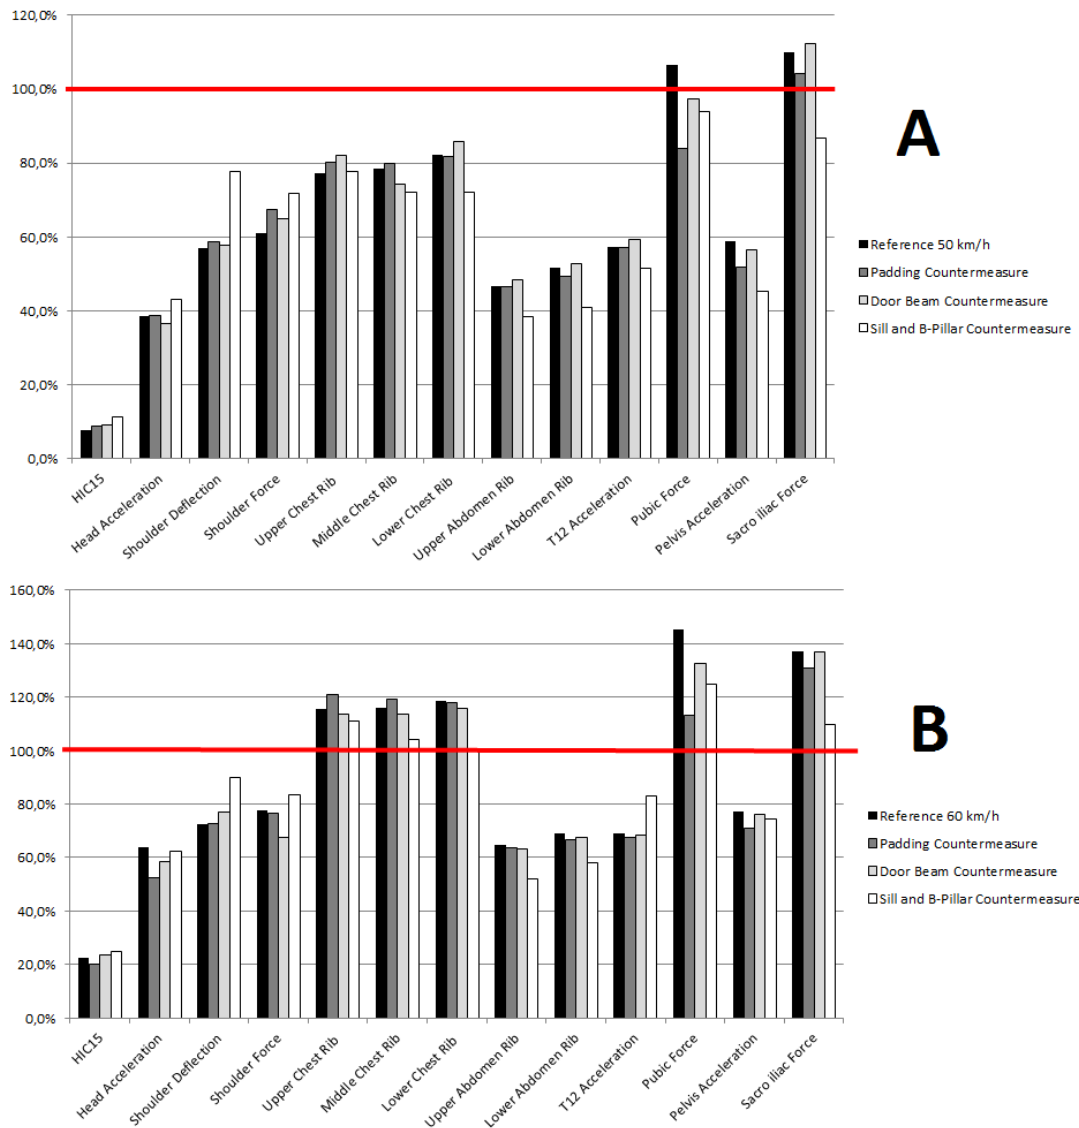 120,0%
100,0%
80,0%
60,0%
40,0%
20,0%
0,0%
HIC15
Head Acceleration
Shoulder Deflection
Shoulder Force
Upper Chest Rib
Middle Chest Rib
Lower Chest Rib
Upper Abdomen Rib
Lower Abdomen Rib
T12 Acceleration
Pubic Force
Pelvis Acceleration
Sacro iliac Force
A
Reference 50 km/h
Padding Countermeasure
Door Beam Countermeasure
Sill and B-Pillar Countermeasure
160,0%
140,0%
120,0%
100,0%
80,0%
60,0%
40,0%
20,0%
0,0%
HIC15
Head Acceleration
Shoulder Deflection
Shoulder Force
Upper Chest Rib
Middle Chest Rib
Lower Chest Rib
Upper Abdomen Rib
Lower Abdomen Rib
T12 Acceleration
Pubic Force
Pelvis Acceleration
Sacro iliac Force
B
Reference 60 km/h
Padding Countermeasure
Door Beam Countermeasure
Sill and B-Pillar Countermeasure